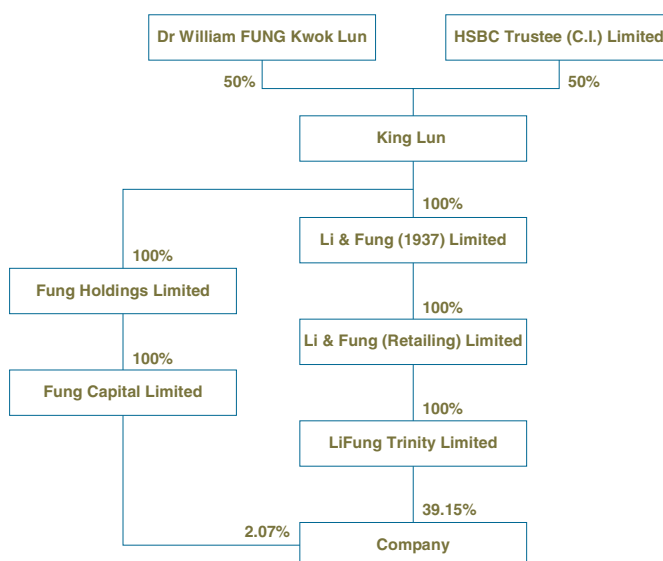 Dr William FUNG Kwok Lun
HSBC Trustee (C.I.) Limited
50%
50%
King Lun
100%
Li & Fung (1937) Limited
100%
Fung Holdings Limited
100%
Li & Fung (Retailing) Limited
100%
Fung Capital Limited
100%
LiFung Trinity Limited
39.15%
2.07%
Company